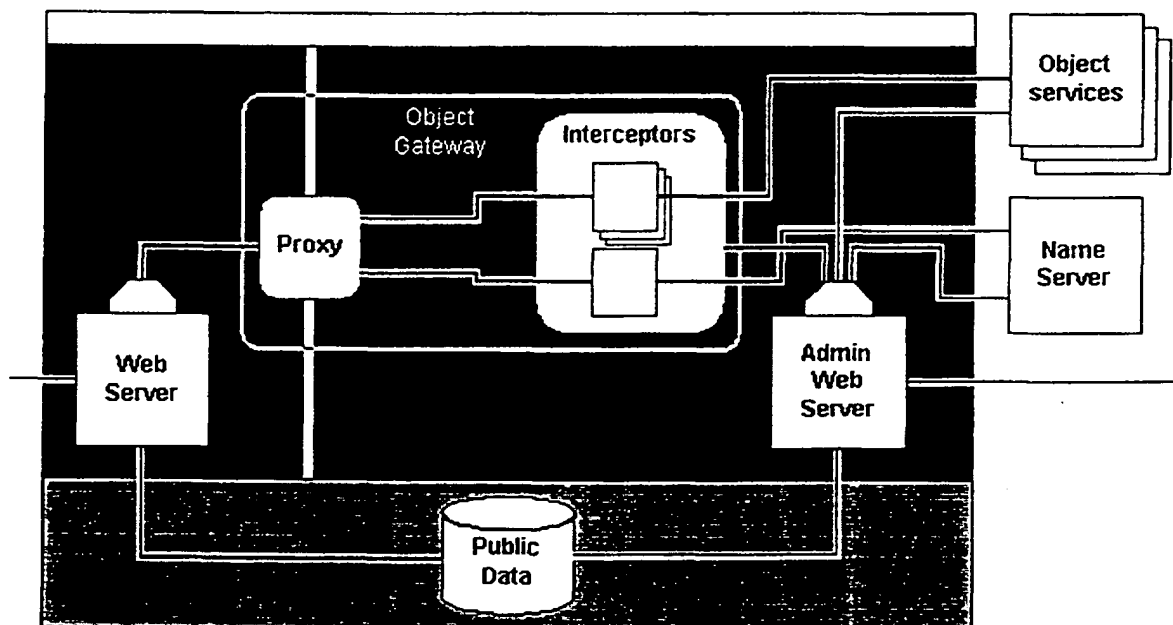 Object
services
Object
Gateway
Interceptors
Proxy
Name
Server
Web
Server
Admin
Web
Server
Public
Data